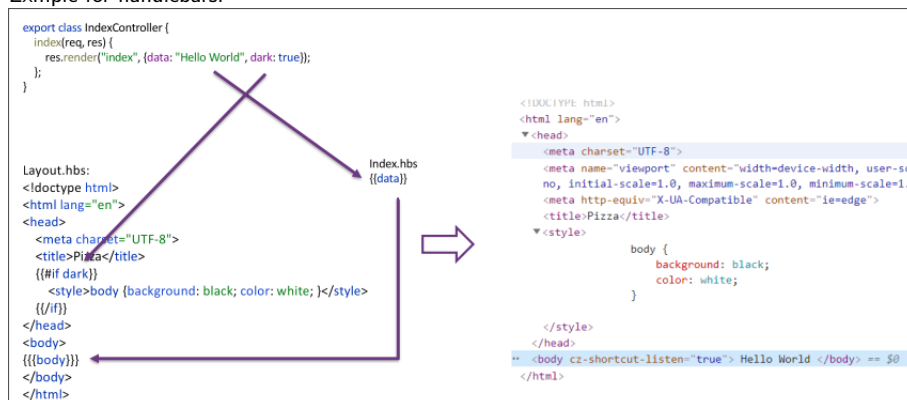 export class IndexController {
index(req, res) {
res.render("index", {data: "Hello World", dark: true});
};
}
Layout.hbs:
<!doctype html>
<html lang="en">
<head>
<meta charset="UTF-8">
<title>Pizza</title>
{{#if dark}}
<style>body {background: black; color: white; }</style>
{{/if}}
</head>
<body>
{{{body}}}
</body>
</html>
Index.hbs
{{data}}
<!DOCTYPE html>
<html lang="en">
▼<head>
<meta charset="UTF-8">
<meta name="viewport" content="width=device-width, user-sc
no, initial-scale=1.0, maximum-scale=1.0, minimum-scale=1.
<meta http-equiv="X-UA-Compatible" content="ie=edge">
<title>Pizza</title>
▼<style>
body {
background: black;
color: white;
}
</style>
</head>
<body cz-shortcut-listen="true"> Hello World </body> == $0
</html>